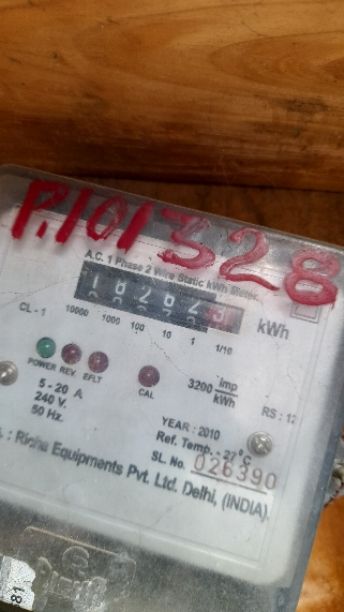 P.101328
A.C. 1 Phase 2 Wire Static kWh Meter
kWh
CL - 1 10000 1000 100 10 1 1/10
POWER REV EFLT
CAL
3200 imp/kWh
RS : 12
5 - 20 A
240 V.
50 Hz.
YEAR : 2010
Ref. Temp. - 27°C
SL. No. 026390
Equipments Pvt. Ltd. Delhi, (INDIA).
81